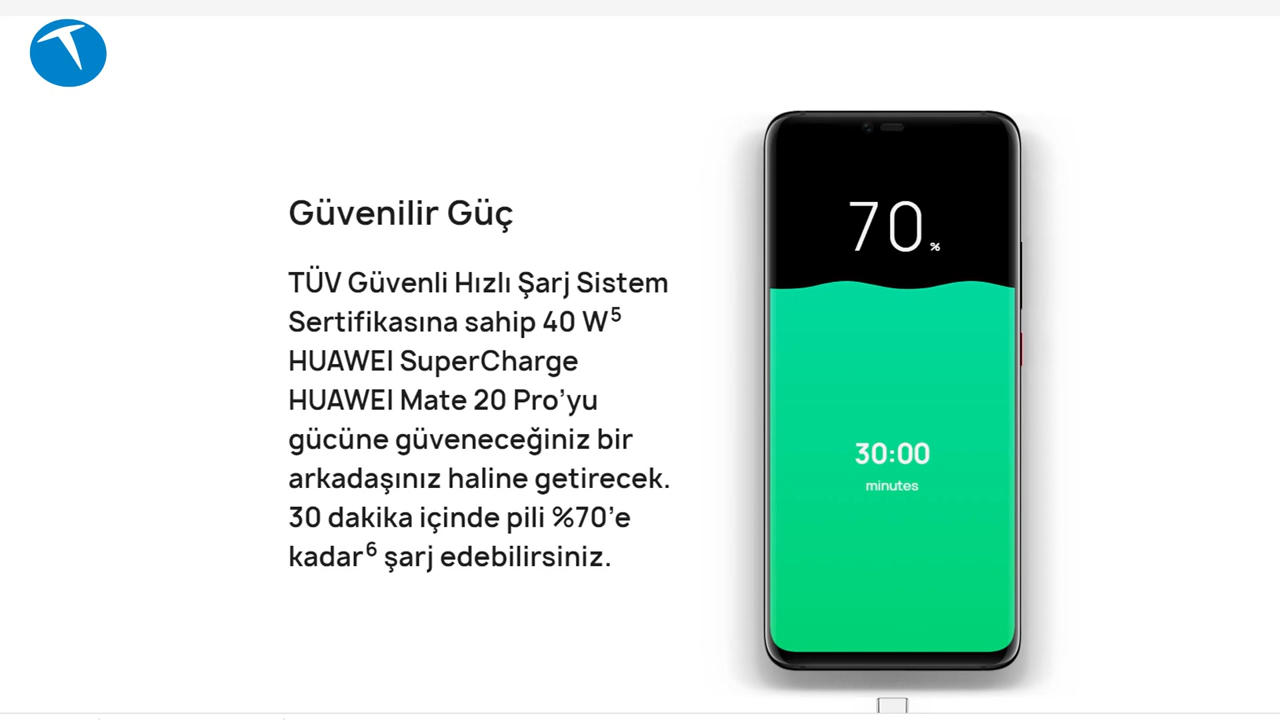 Güvenilir Güç
TÜV Güvenli Hızlı Şarj Sistem
Sertifikasına sahip 40 W⁵
HUAWEI SuperCharge
HUAWEI Mate 20 Pro’yu
gücüne güveneceğiniz bir
arkadaşınız haline getirecek.
30 dakika içinde pili %70’e
kadar⁶ şarj edebilirsiniz.
70%
30:00
minutes